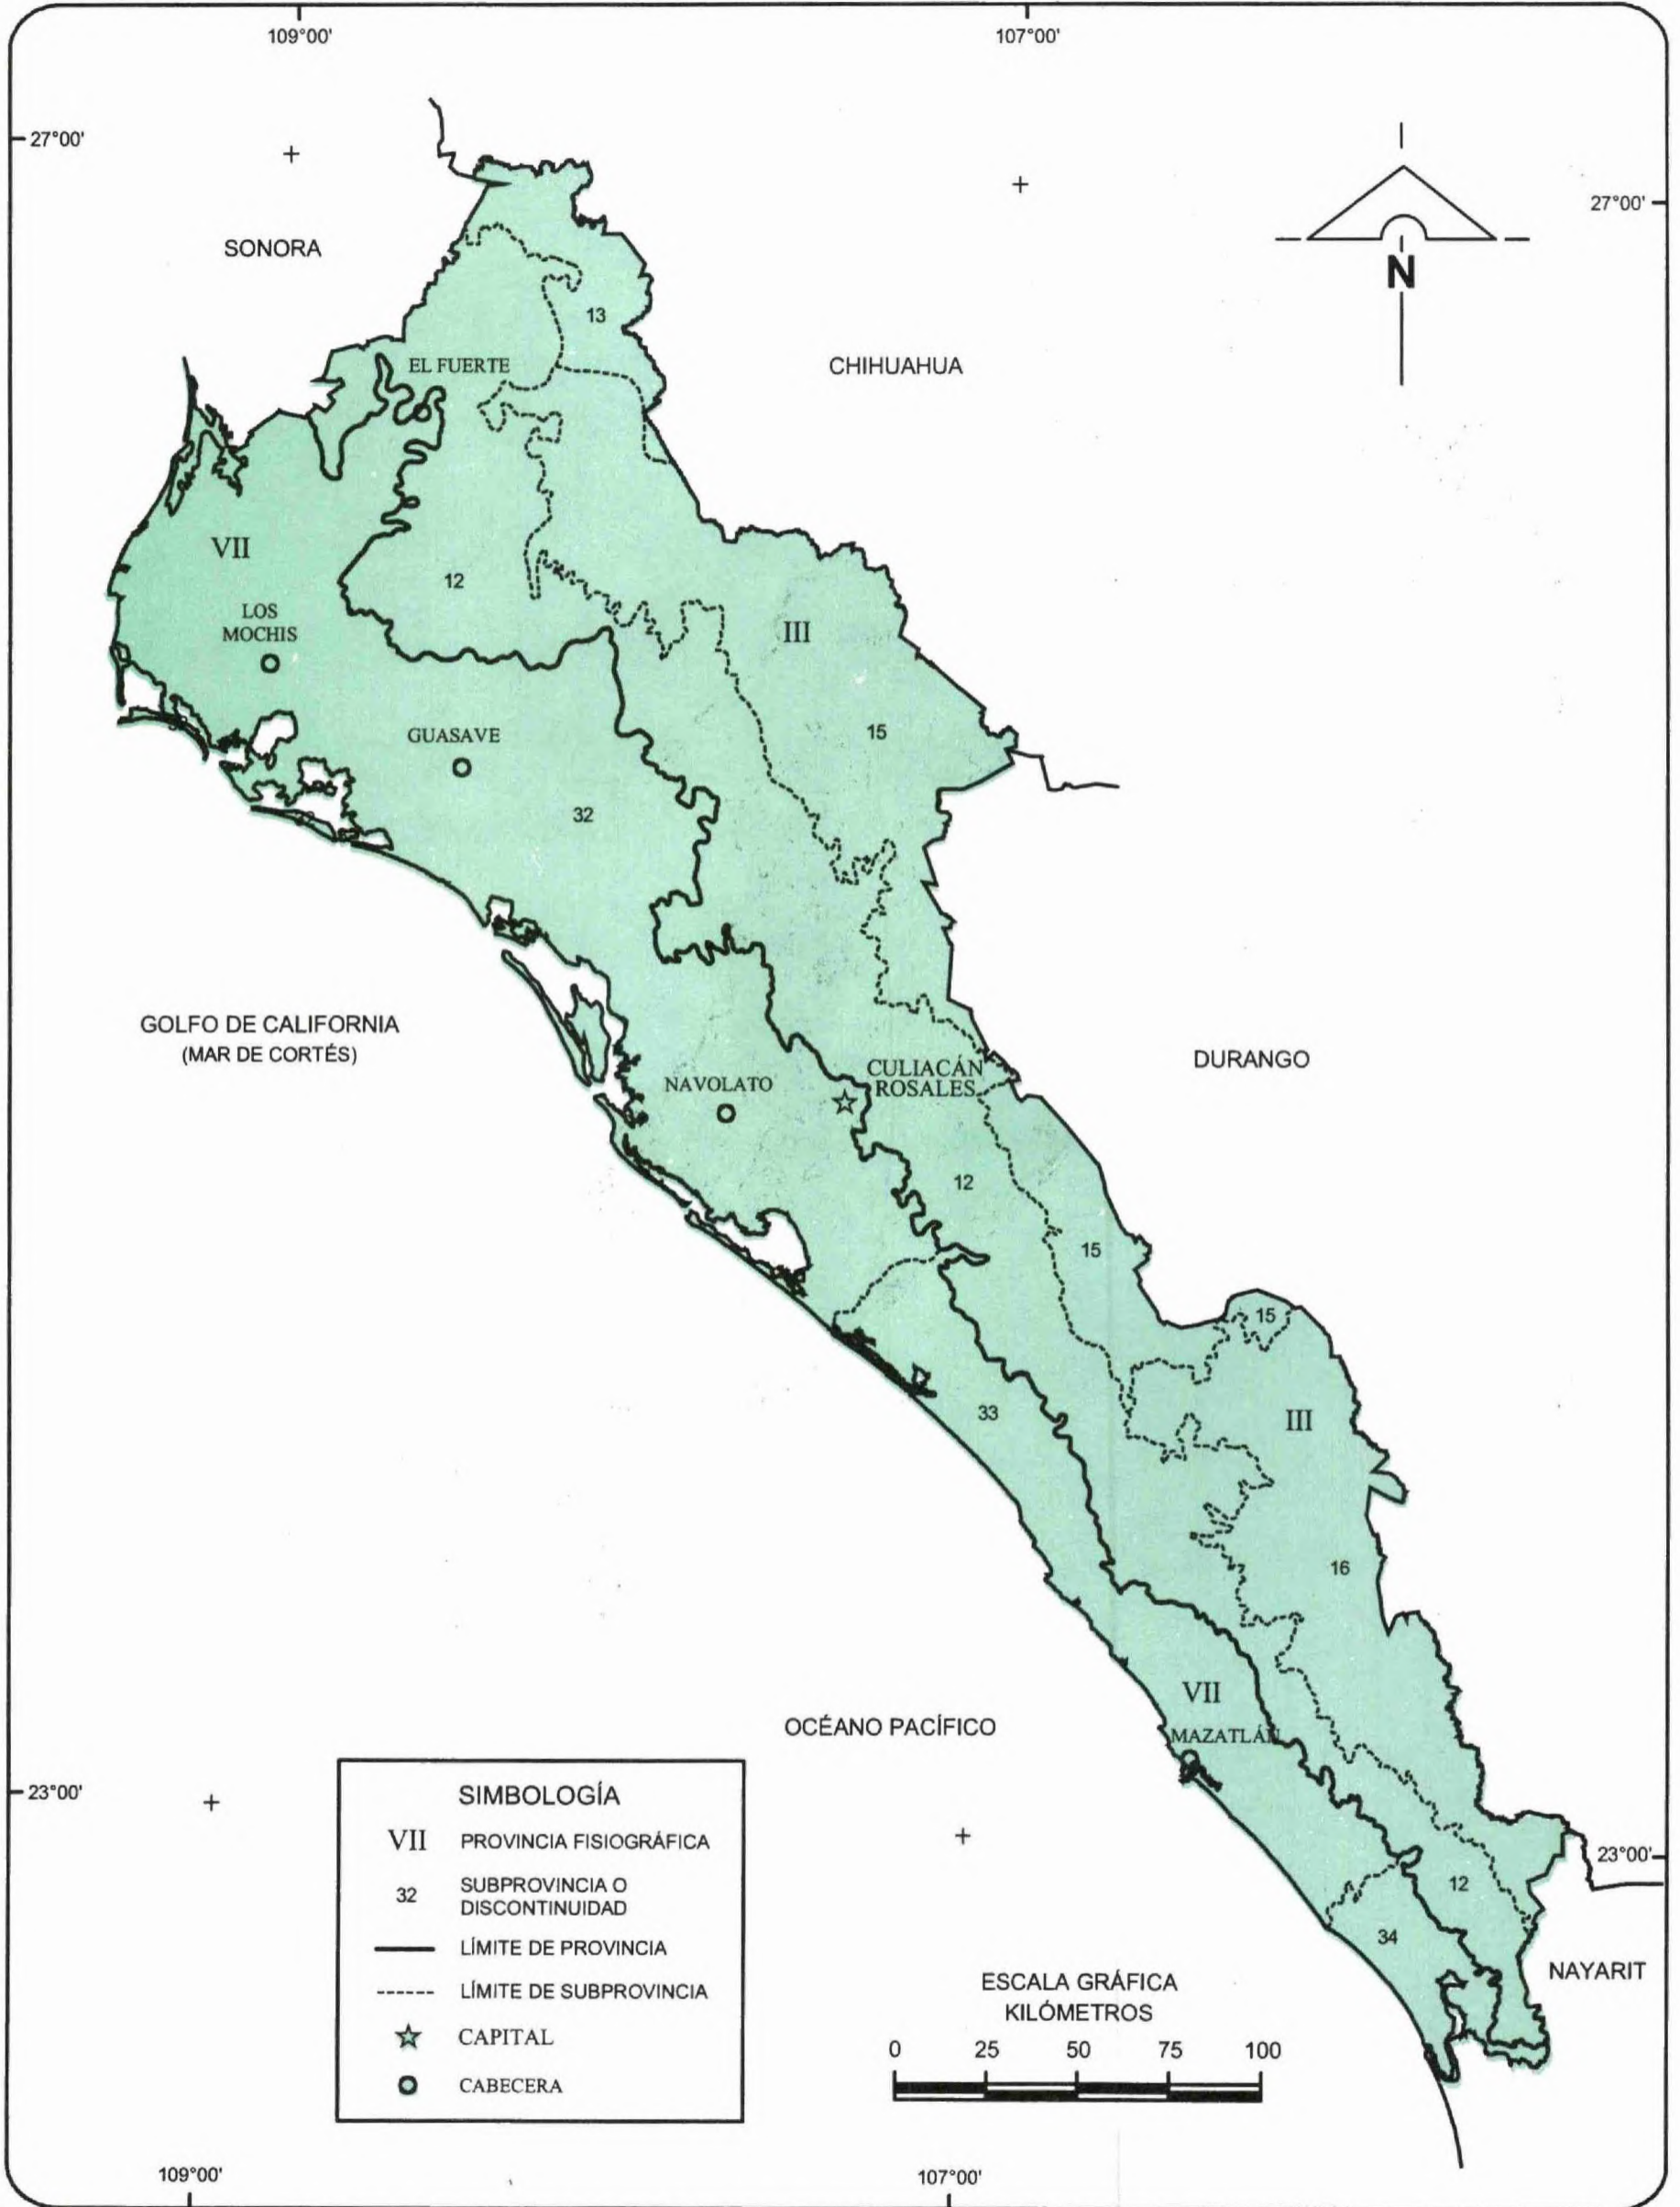 109°00'
107°00'
27°00'
27°00'
SONORA
N
13
EL FUERTE
CHIHUAHUA
VII
12
LOS
MOCHIS
III
15
GUASAVE
32
GOLFO DE CALIFORNIA
(MAR DE CORTÉS)
NAVOLATO
CULIACÁN
ROSALES
DURANGO
12
15
15
33
III
16
VII
MAZATLÁN
OCÉANO PACÍFICO
23°00'
23°00'
12
34
NAYARIT
SIMBOLOGÍA
VII PROVINCIA FISIOGRÁFICA
32 SUBPROVINCIA O
DISCONTINUIDAD
LÍMITE DE PROVINCIA
LÍMITE DE SUBPROVINCIA
CAPITAL
CABECERA
ESCALA GRÁFICA
KILÓMETROS
0 25 50 75 100
109°00'
107°00'